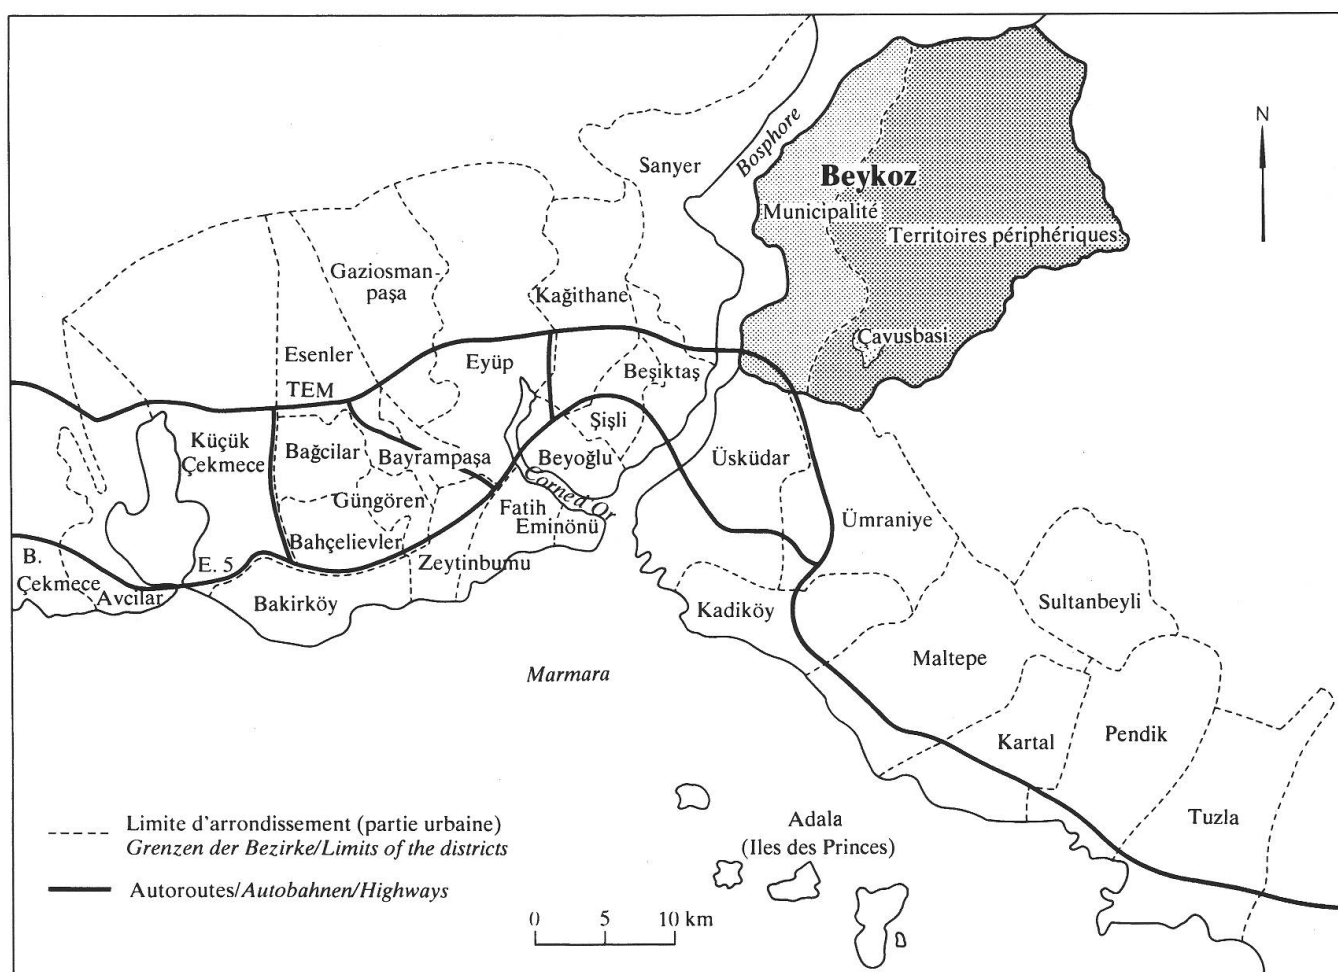 N
Bosphore
Sanyer
Beykoz
Municipalité
Territoires périphériques
Çavusbasi
Gaziosman-
paşa
Kağithane
Esenler
TEM
Eyüp
Beşiktaş
Şişli
Küçük
Çekmece
Bağcilar
Bayrampaşa
Beyoğlu
Üsküdar
Güngören
Corne d'Or
Fatih
Eminönü
Ümraniye
Bahçelievler
Zeytinbumu
B.
Çekmece
Avcilar
E. 5
Bakirköy
Kadiköy
Sultanbeyli
Marmara
Maltepe
Kartal
Pendik
Tuzla
Adala
(Iles des Princes)
Limite d'arrondissement (partie urbaine)
Grenzen der Bezirke/Limits of the districts
Autoroutes/Autobahnen/Highways
0 5 10 km